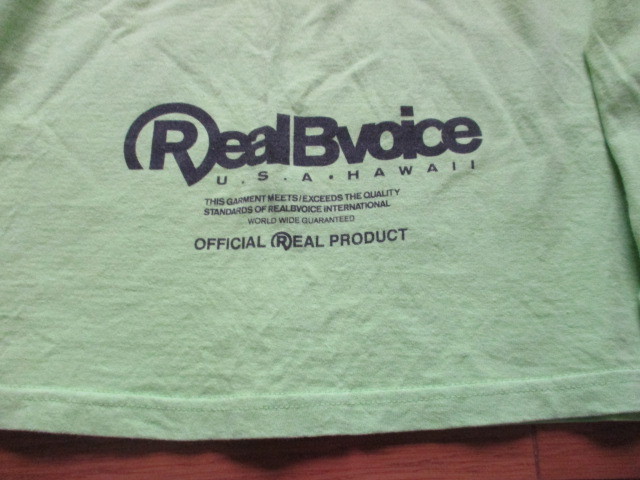 RealBvoice
U.S.A•HAWAII
THIS GARMENT MEETS/EXCEEDS THE QUALITY
STANDARDS OF REALBVOICE INTERNATIONAL
WORLD WIDE GUARANTEED
OFFICIAL REAL PRODUCT